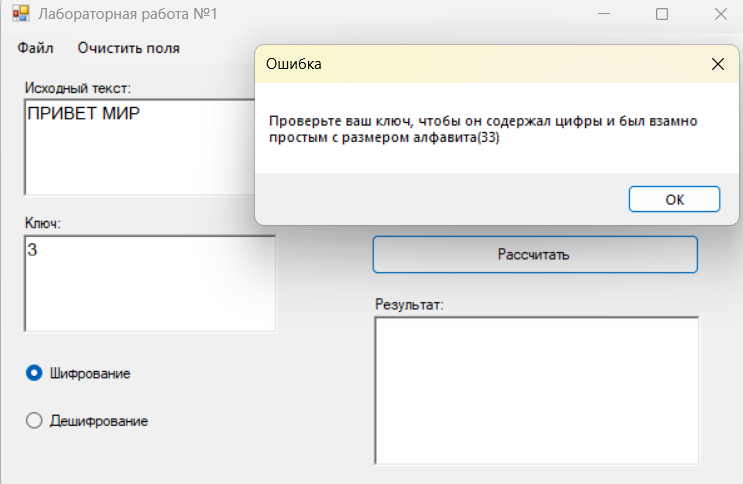 Лабораторная работа №1
Файл Очистить поля
Ошибка
Проверьте ваш ключ, чтобы он содержал цифры и был взамно
простым с размером алфавита(33)
OK
Исходный текст:
ПРИВЕТ МИР
Ключ:
3
Рассчитать
Результат:
Шифрование
Дешифрование